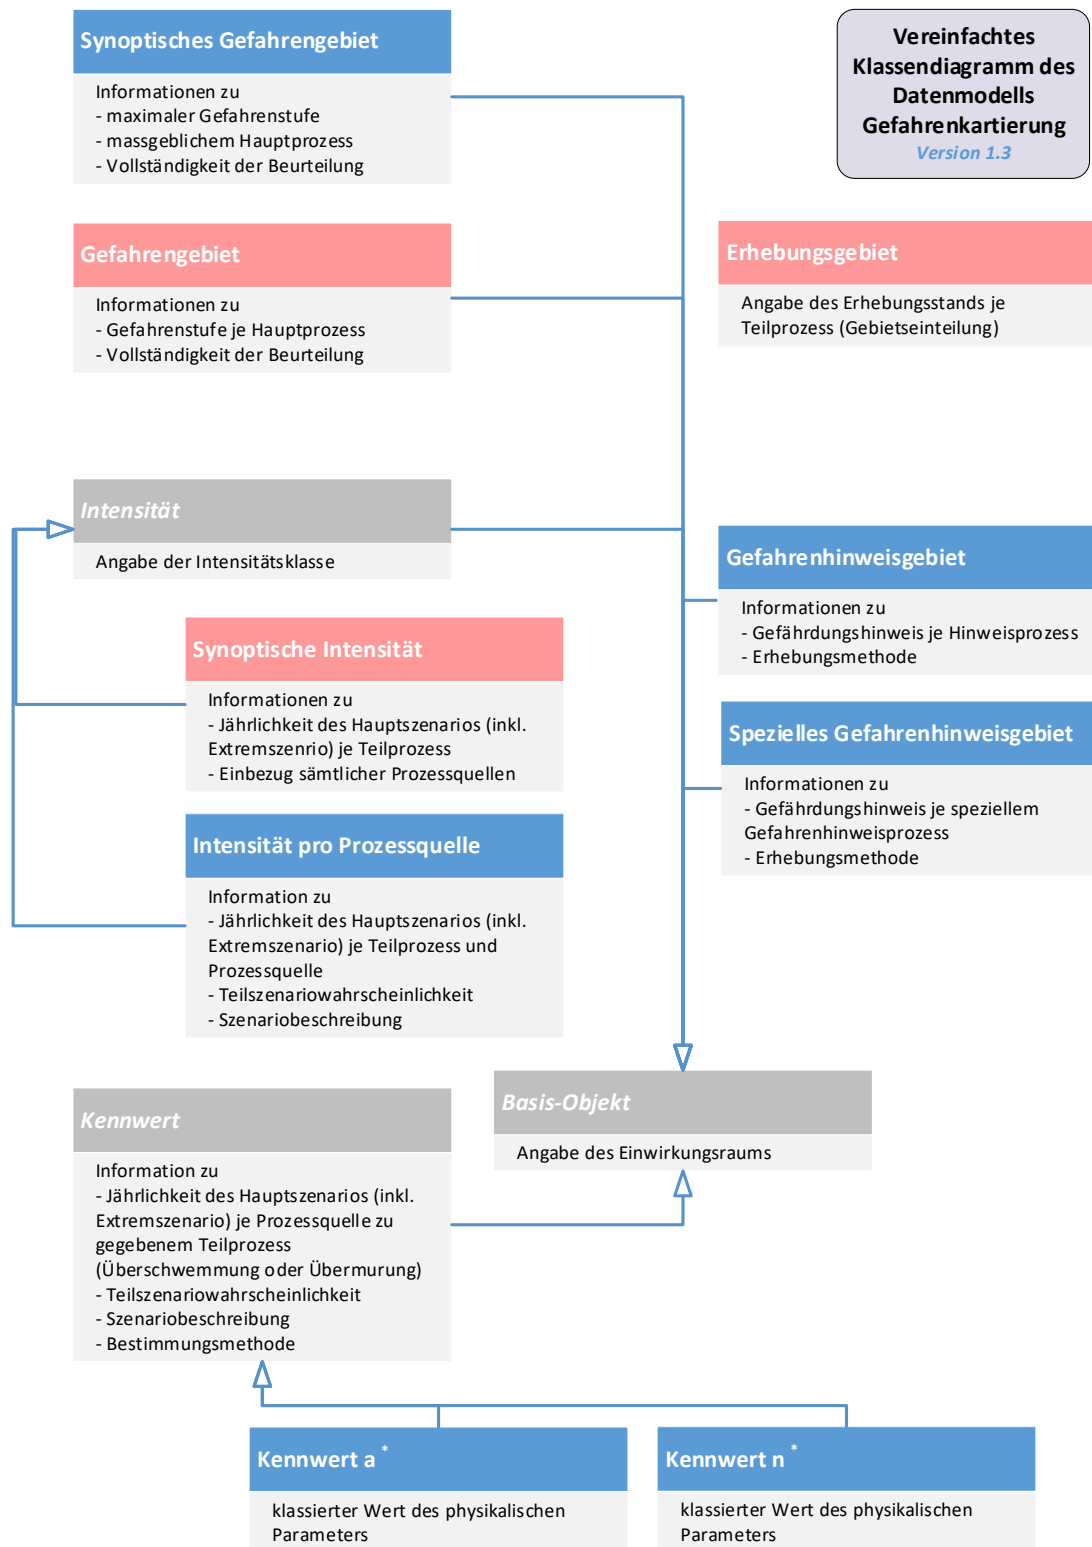 Synoptisches Gefahrengebiet
Informationen zu
- maximaler Gefahrenstufe
- massgeblichem Hauptprozess
- Vollständigkeit der Beurteilung
Vereinfachtes
Klassendiagramm des
Datenmodells
Gefahrenkartierung
Version 1.3
Gefahrengebiet
Informationen zu
- Gefahrenstufe je Hauptprozess
- Vollständigkeit der Beurteilung
Erhebungsgebiet
Angabe des Erhebungsstands je
Teilprozess (Gebietseinteilung)
Intensität
Angabe der Intensitätsklasse
Gefahrenhinweisgebiet
Informationen zu
- Gefährdungshinweis je Hinweisprozess
- Erhebungsmethode
Synoptische Intensität
Informationen zu
- Jährlichkeit des Hauptszenarios (inkl.
Extremszenrio) je Teilprozess
- Einbezug sämtlicher Prozessquellen
Spezielles Gefahrenhinweisgebiet
Informationen zu
- Gefährdungshinweis je speziellem
Gefahrenhinweisprozess
- Erhebungsmethode
Intensität pro Prozessquelle
Information zu
- Jährlichkeit des Hauptszenarios (inkl.
Extremszenario) je Teilprozess und
Prozessquelle
- Teilszenariowahrscheinlichkeit
- Szenariobeschreibung
Basis-Objekt
Angabe des Einwirkungsraums
Kennwert
Information zu
- Jährlichkeit des Hauptszenarios (inkl.
Extremszenario) je Prozessquelle zu
gegebenem Teilprozess
(Überschwemmung oder Übermurung)
- Teilszenariowahrscheinlichkeit
- Szenariobeschreibung
- Bestimmungsmethode
Kennwert a *
klassierter Wert des physikalischen
Parameters
Kennwert n *
klassierter Wert des physikalischen
Parameters